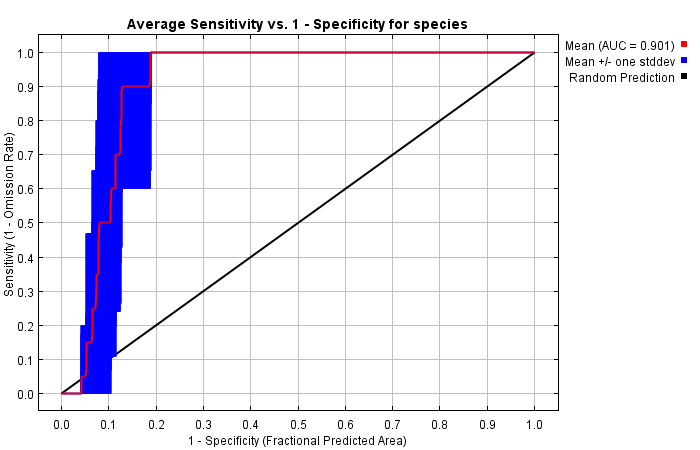 Average Sensitivity vs. 1 - Specificity for species
Mean (AUC = 0.901)
Mean +/- one stddev
Random Prediction
Sensitivity (1 - Omission Rate)
1.0
0.9
0.8
0.7
0.6
0.5
0.4
0.3
0.2
0.1
0.0
0.0 0.1 0.2 0.3 0.4 0.5 0.6 0.7 0.8 0.9 1.0
1 - Specificity (Fractional Predicted Area)